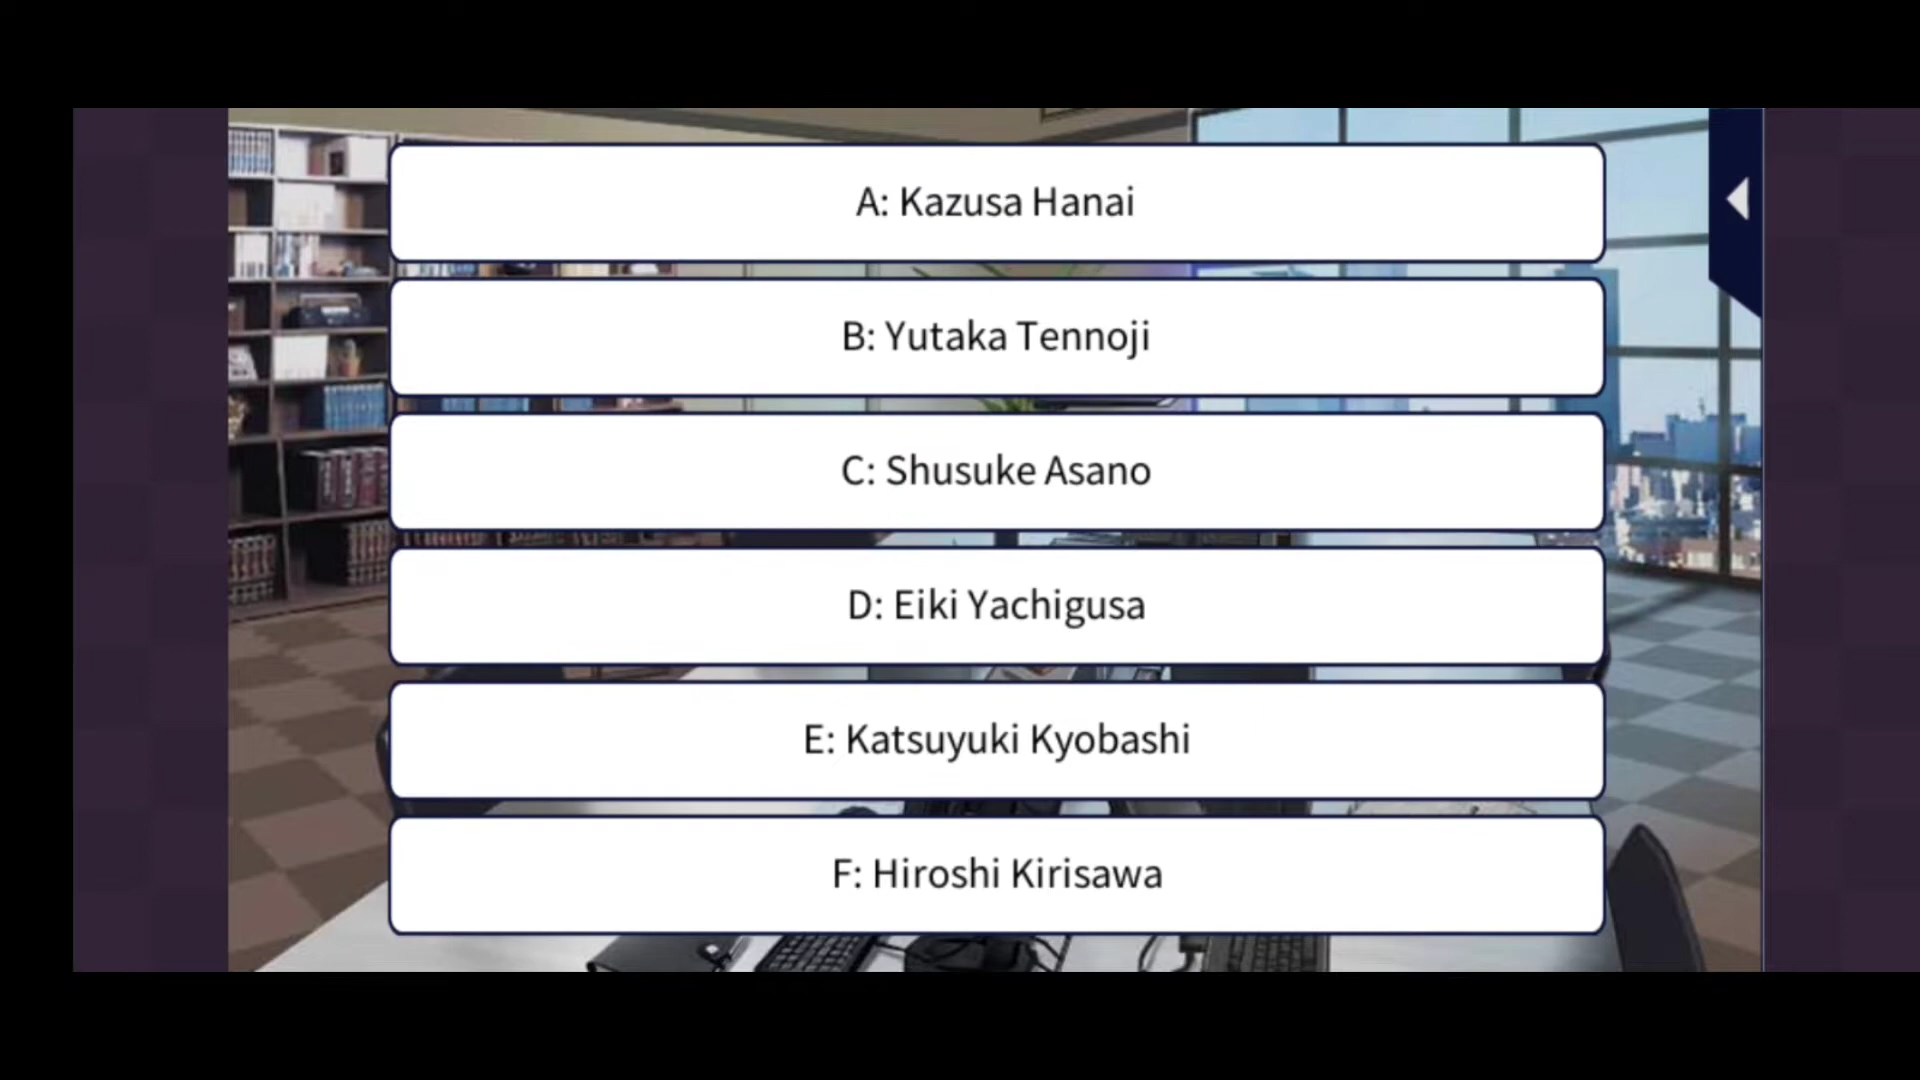 A: Kazusa Hanai
B: Yutaka Tennoji
C: Shusuke Asano
D: Eiki Yachigusa
E: Katsuyuki Kyobashi
F: Hiroshi Kirisawa